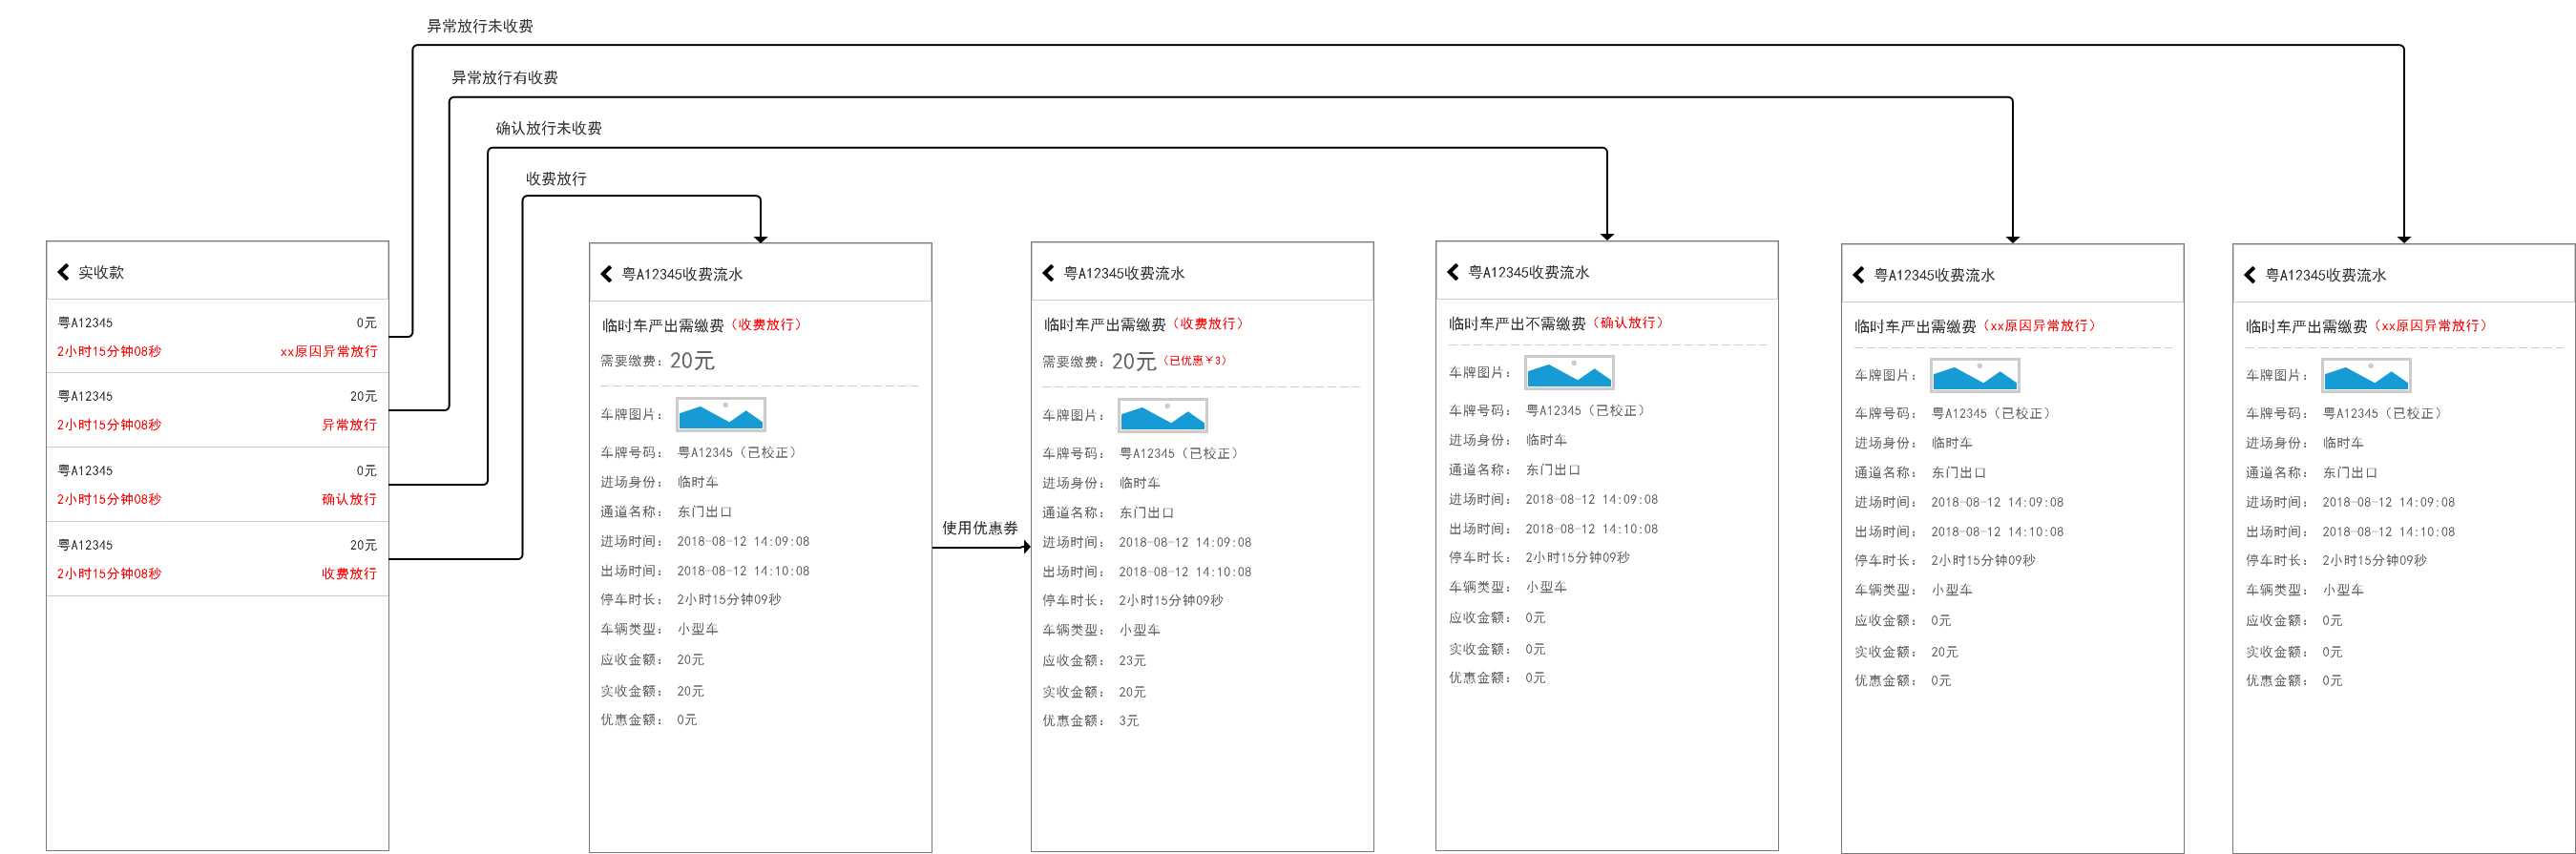 异常放行未收费
异常放行有收费
确认放行未收费
收费放行
实收款
粤A12345 0元
2小时15分钟08秒 xx原因异常放行
粤A12345 20元
2小时15分钟08秒 异常放行
粤A12345 0元
2小时15分钟08秒 确认放行
粤A12345 20元
2小时15分钟08秒 收费放行
粤A12345收费流水
临时车严出需缴费（收费放行）
需要缴费：20元
车牌图片：
车牌号码：粤A12345（已校正）
进场身份：临时车
通道名称：东门出口
进场时间：2018-08-12 14:09:08
出场时间：2018-08-12 14:10:08
停车时长：2小时15分钟09秒
车辆类型：小型车
应收金额：20元
实收金额：20元
优惠金额：0元
使用优惠券
粤A12345收费流水
临时车严出需缴费（收费放行）
需要缴费：20元（已优惠￥3）
车牌图片：
车牌号码：粤A12345（已校正）
进场身份：临时车
通道名称：东门出口
进场时间：2018-08-12 14:09:08
出场时间：2018-08-12 14:10:08
停车时长：2小时15分钟09秒
车辆类型：小型车
应收金额：23元
实收金额：20元
优惠金额：3元
粤A12345收费流水
临时车严出不需缴费（确认放行）
车牌图片：
车牌号码：粤A12345（已校正）
进场身份：临时车
通道名称：东门出口
进场时间：2018-08-12 14:09:08
出场时间：2018-08-12 14:10:08
停车时长：2小时15分钟09秒
车辆类型：小型车
应收金额：0元
实收金额：0元
优惠金额：0元
粤A12345收费流水
临时车严出需缴费（xx原因异常放行）
车牌图片：
车牌号码：粤A12345（已校正）
进场身份：临时车
通道名称：东门出口
进场时间：2018-08-12 14:09:08
出场时间：2018-08-12 14:10:08
停车时长：2小时15分钟09秒
车辆类型：小型车
应收金额：0元
实收金额：20元
优惠金额：0元
粤A12345收费流水
临时车严出需缴费（xx原因异常放行）
车牌图片：
车牌号码：粤A12345（已校正）
进场身份：临时车
通道名称：东门出口
进场时间：2018-08-12 14:09:08
出场时间：2018-08-12 14:10:08
停车时长：2小时15分钟09秒
车辆类型：小型车
应收金额：0元
实收金额：0元
优惠金额：0元